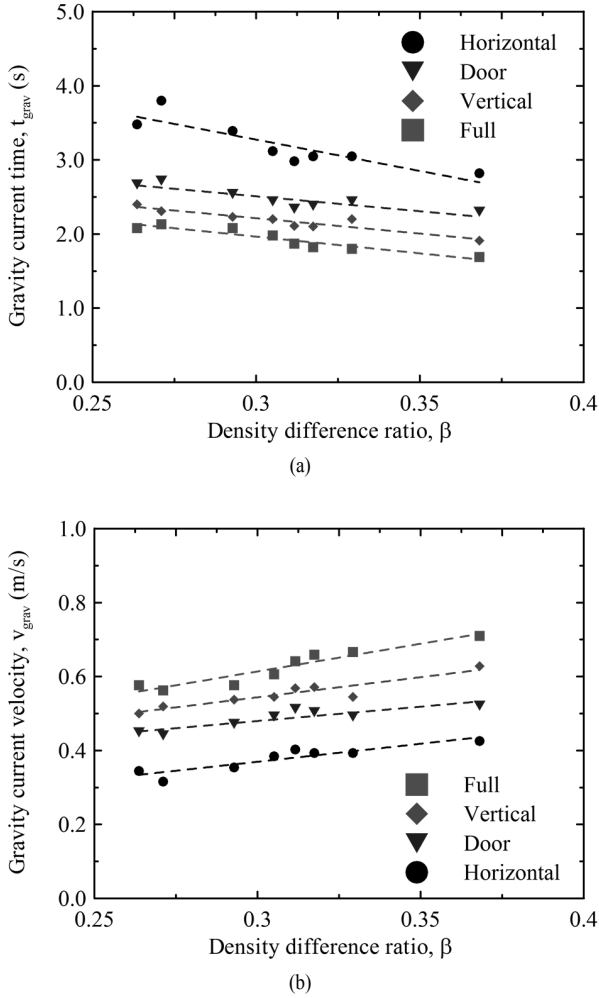 5.0
4.0
3.0
2.0
1.0
0.0
Gravity current time, t_grav (s)
Horizontal
Door
Vertical
Full
0.25
0.3
0.35
0.4
Density difference ratio, β
(a)
1.0
0.8
0.6
0.4
0.2
0.0
Gravity current velocity, v_grav (m/s)
Full
Vertical
Door
Horizontal
0.25
0.3
0.35
0.4
Density difference ratio, β
(b)